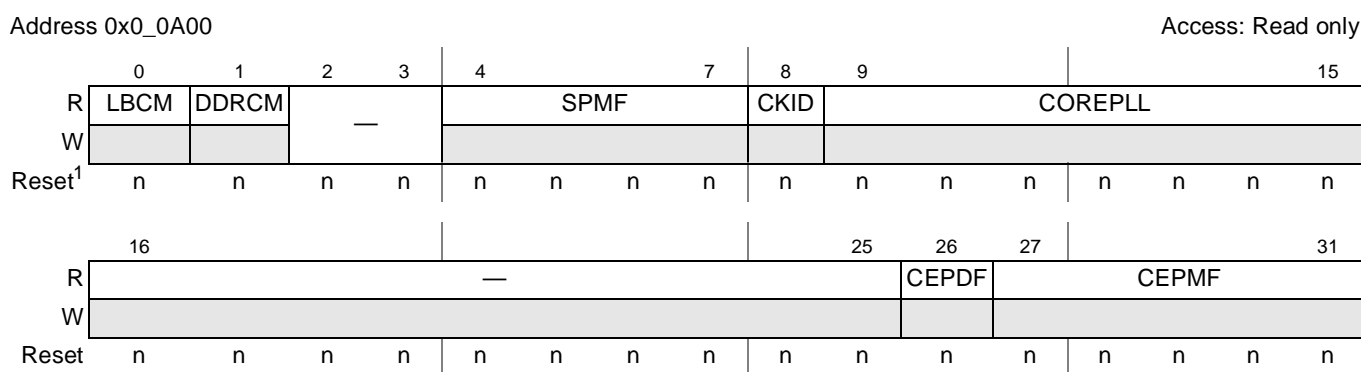 Address 0x0_0A00 Access: Read only
0 1 2 3 4 7 8 9 15
R LBCM DDRCM — SPMF CKID COREPLL
W
Reset1 n n n n n n n n n n n n n n n n
16 25 26 27 31
R — CEPDF CEPMF
W
Reset n n n n n n n n n n n n n n n n